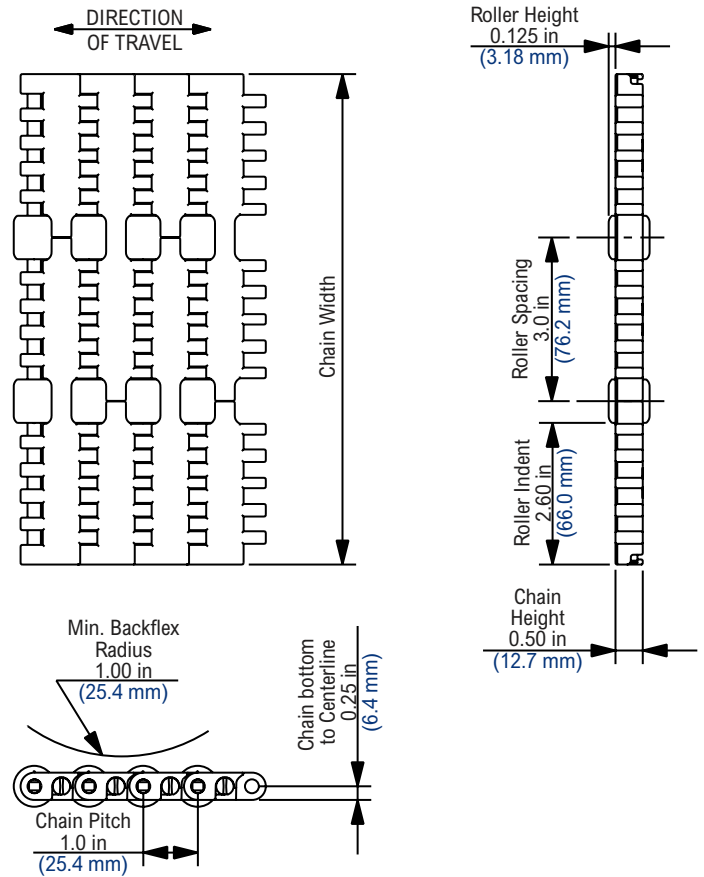 DIRECTION
OF TRAVEL
Roller Height
0.125 in
(3.18 mm)
Chain Width
Roller Spacing
3.0 in
(76.2 mm)
Roller Indent
2.60 in
(66.0 mm)
Chain
Height
0.50 in
(12.7 mm)
Min. Backflex
Radius
1.00 in
(25.4 mm)
Chain bottom
to Centerline
0.25 in
(6.4 mm)
Chain Pitch
1.0 in
(25.4 mm)